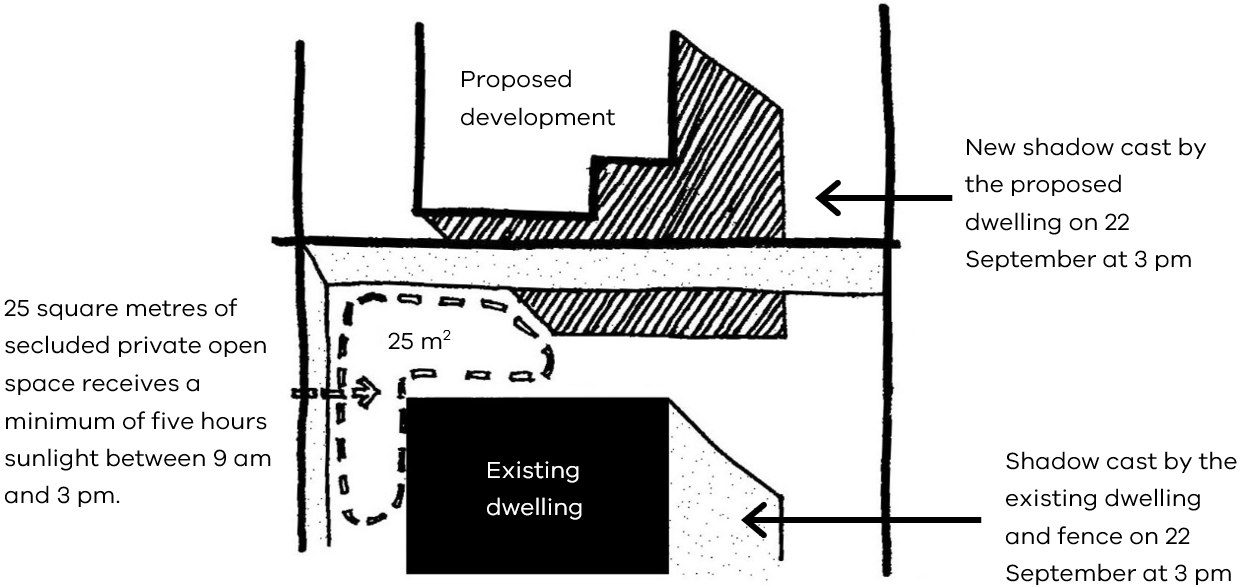 Proposed
development
New shadow cast by
the proposed
dwelling on 22
September at 3 pm
25 square metres of
secluded private open
space receives a
minimum of five hours
sunlight between 9 am
and 3 pm.
25 m²
Existing
dwelling
Shadow cast by the
existing dwelling
and fence on 22
September at 3 pm